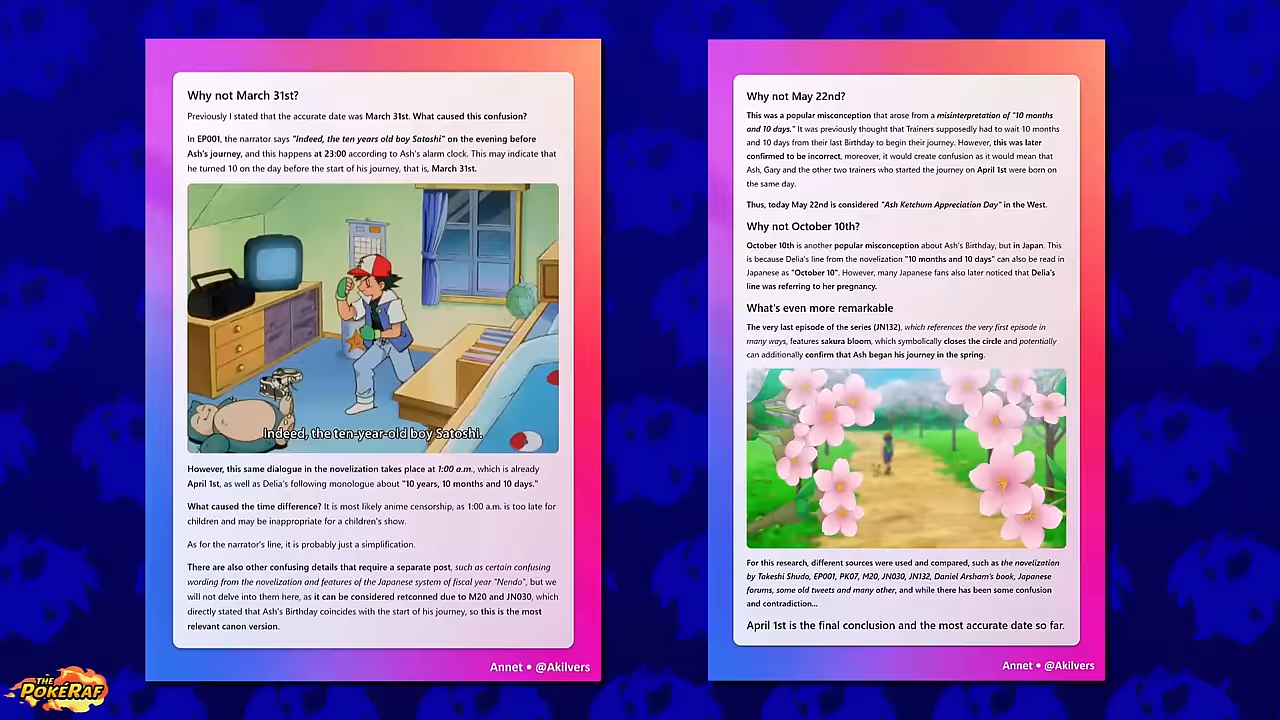 Why not March 31st?
Previously I stated that the accurate date was March 31st. What caused this confusion?
In EP001, the narrator says "Indeed, the ten years old boy Satoshi" on the evening before
Ash's journey, and this happens at 23:00 according to Ash's alarm clock. This may indicate that
he turned 10 on the day before the start of his journey, that is, March 31st.
Indeed, the ten-year-old boy Satoshi.
However, this same dialogue in the novelization takes place at 1:00 a.m., which is already
April 1st, as well as Delia's following monologue about "10 years, 10 months and 10 days."
What caused the time difference? It is most likely anime censorship, as 1:00 a.m. is too late for
children and may be inappropriate for a children's show.
As for the narrator's line, it is probably just a simplification.
There are also other confusing details that require a separate post, such as certain confusing
wording from the novelization and features of the Japanese system of fiscal year "Nendo", but we
will not delve into them here, as it can be considered retconned due to M20 and JN030, which
directly stated that Ash's Birthday coincides with the start of his journey, so this is the most
relevant canon version.
Annet • @Akilvers
Why not May 22nd?
This was a popular misconception that arose from a misinterpretation of "10 months
and 10 days." It was previously thought that Trainers supposedly had to wait 10 months
and 10 days from their last Birthday to begin their journey. However, this was later
confirmed to be incorrect, moreover, it would create confusion as it would mean that
Ash, Gary and the other two trainers who started the journey on April 1st were born on
the same day.
Thus, today May 22nd is considered "Ash Ketchum Appreciation Day" in the West.
Why not October 10th?
October 10th is another popular misconception about Ash's Birthday, but in Japan. This
is because Delia's line from the novelization "10 months and 10 days" can also be read in
Japanese as "October 10". However, many Japanese fans also later noticed that Delia's
line was referring to her pregnancy.
What's even more remarkable
The very last episode of the series (JN132), which references the very first episode in
many ways, features sakura bloom, which symbolically closes the circle and potentially
can additionally confirm that Ash began his journey in the spring.
For this research, different sources were used and compared, such as the novelization
by Takeshi Shudo, EP001, PK07, M20, JN030, JN132, Daniel Arsham's book, Japanese
forums, some old tweets and many other, and while there has been some confusion
and contradiction...
April 1st is the final conclusion and the most accurate date so far.
Annet • @Akilvers
THE
POKÉRAF